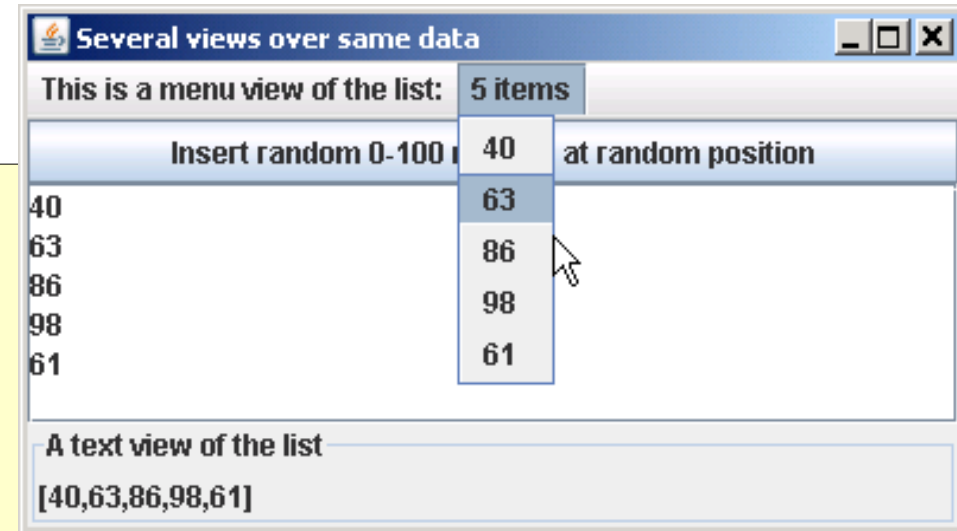 Several views over same data
This is a menu view of the list: 5 items
Insert random 0-100 at random position
40
63
86
98
61
40
63
86
98
61
A text view of the list
[40,63,86,98,61]